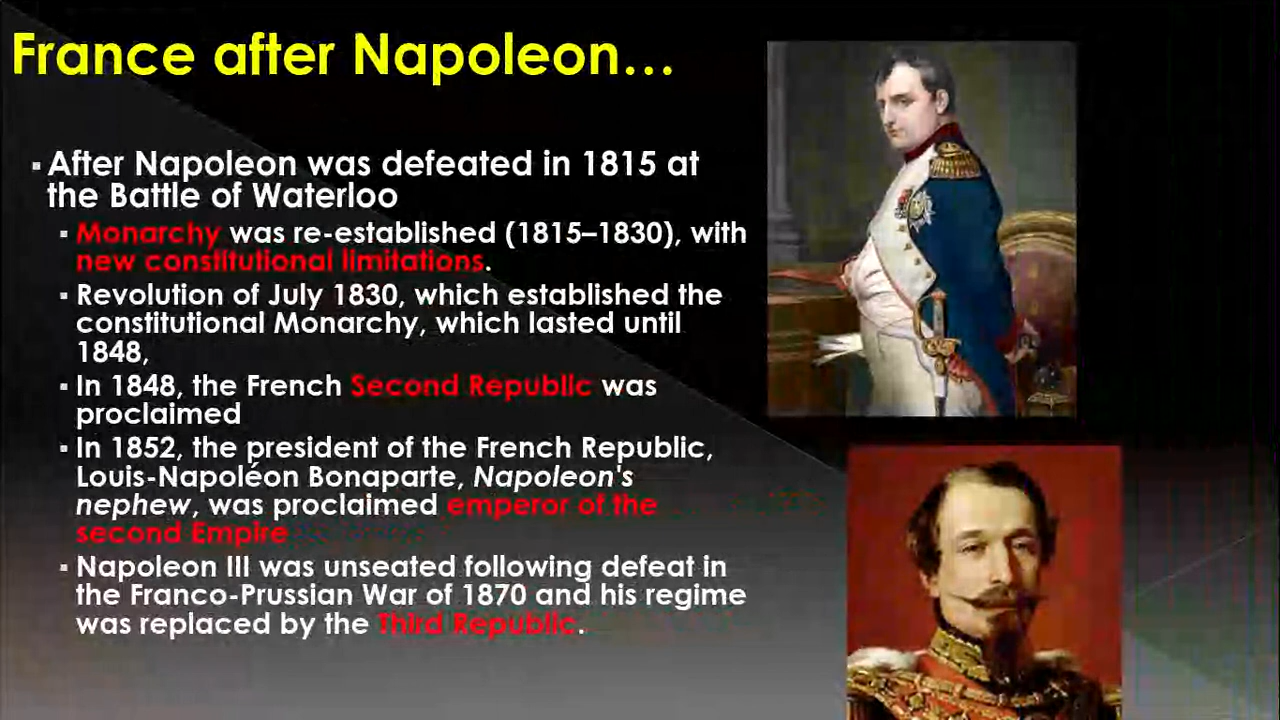 France after Napoleon…
▪ After Napoleon was defeated in 1815 at
the Battle of Waterloo
▪ Monarchy was re-established (1815–1830), with
new constitutional limitations.
▪ Revolution of July 1830, which established the
constitutional Monarchy, which lasted until
1848,
▪ In 1848, the French Second Republic was
proclaimed
▪ In 1852, the president of the French Republic,
Louis-Napoléon Bonaparte, Napoleon's
nephew, was proclaimed emperor of the
second Empire
▪ Napoleon III was unseated following defeat in
the Franco-Prussian War of 1870 and his regime
was replaced by the Third Republic.